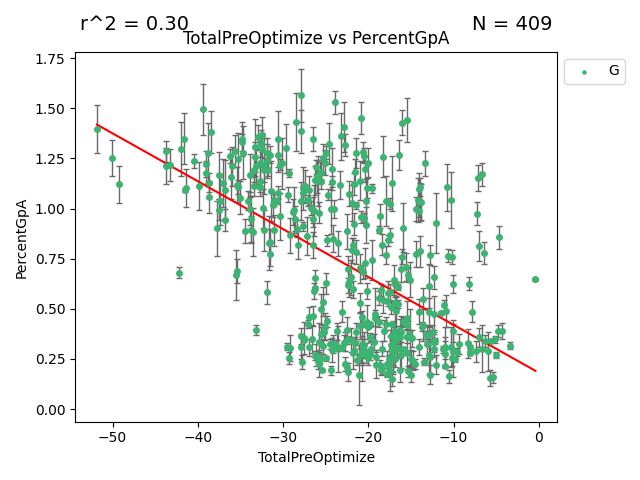 r^2 = 0.30
N = 409
TotalPreOptimize vs PercentGpA
G
1.75
1.50
1.25
1.00
0.75
0.50
0.25
0.00
PercentGpA
−50
−40
−30
−20
−10
0
TotalPreOptimize